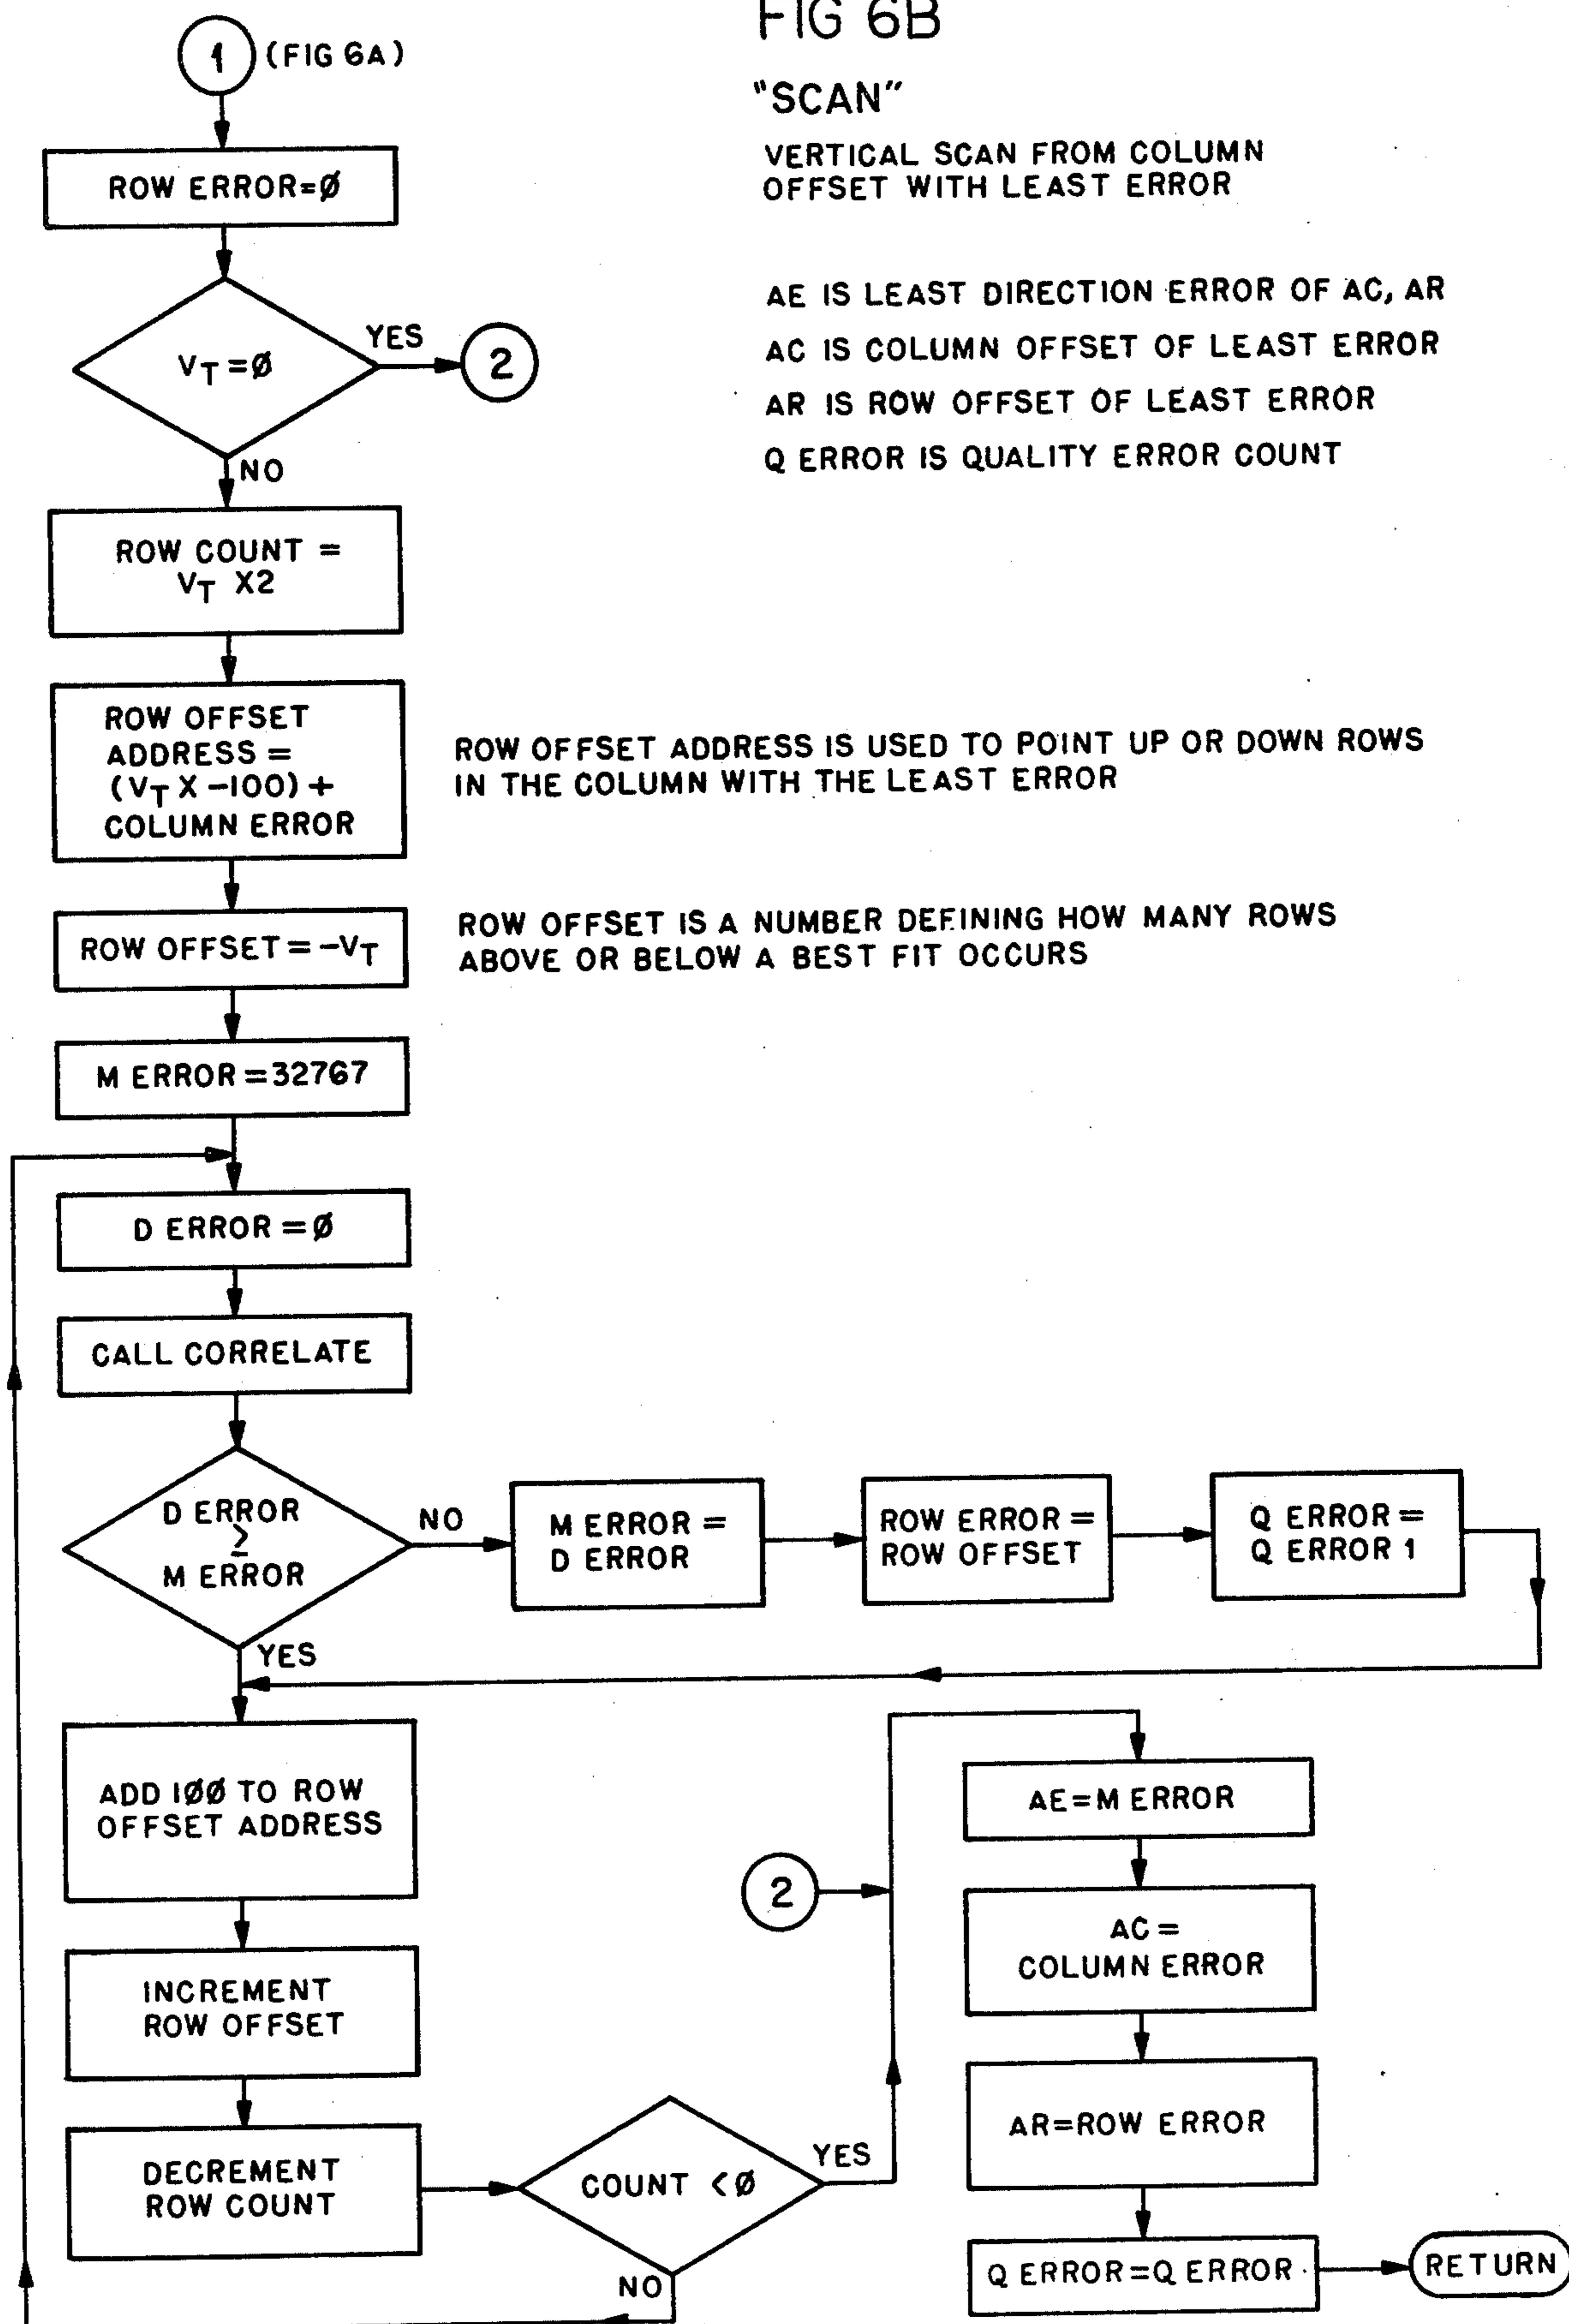 FIG 6B
1 (FIG 6A)
"SCAN"
VERTICAL SCAN FROM COLUMN
OFFSET WITH LEAST ERROR
ROW ERROR=Ø
AE IS LEAST DIRECTION ERROR OF AC, AR
AC IS COLUMN OFFSET OF LEAST ERROR
AR IS ROW OFFSET OF LEAST ERROR
Q ERROR IS QUALITY ERROR COUNT
VT=Ø
YES
2
NO
ROW COUNT =
VT X2
ROW OFFSET
ADDRESS =
(VT X -100) +
COLUMN ERROR
ROW OFFSET ADDRESS IS USED TO POINT UP OR DOWN ROWS
IN THE COLUMN WITH THE LEAST ERROR
ROW OFFSET = -VT
ROW OFFSET IS A NUMBER DEFINING HOW MANY ROWS
ABOVE OR BELOW A BEST FIT OCCURS
M ERROR = 32767
D ERROR = Ø
CALL CORRELATE
D ERROR
≥
M ERROR
NO
M ERROR =
D ERROR
ROW ERROR =
ROW OFFSET
Q ERROR =
Q ERROR 1
YES
ADD 1ØØ TO ROW
OFFSET ADDRESS
INCREMENT
ROW OFFSET
DECREMENT
ROW COUNT
COUNT <Ø
YES
NO
2
AE=M ERROR
AC =
COLUMN ERROR
AR=ROW ERROR
Q ERROR=Q ERROR
RETURN